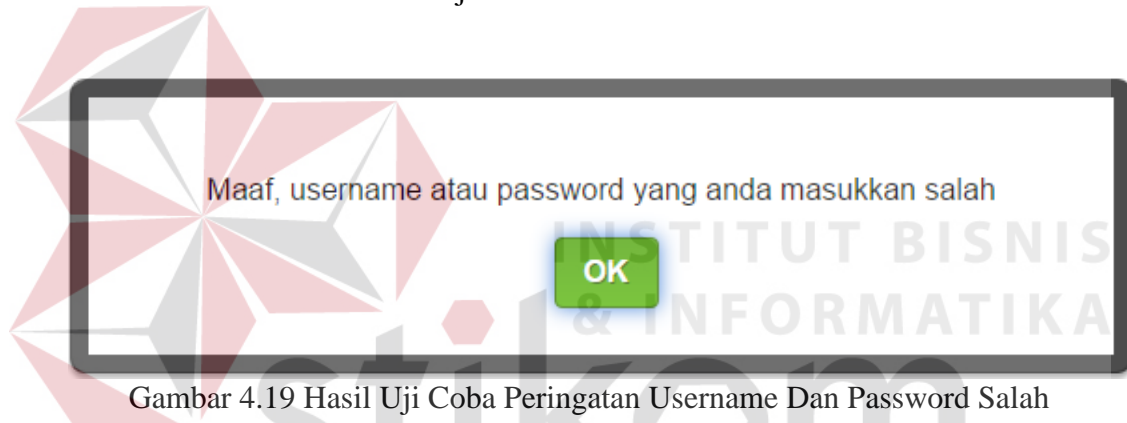 Maaf, username atau password yang anda masukkan salah
OK
INSTITUT BISNIS
& INFORMATIKA
stikom
Gambar 4.19 Hasil Uji Coba Peringatan Username Dan Password Salah